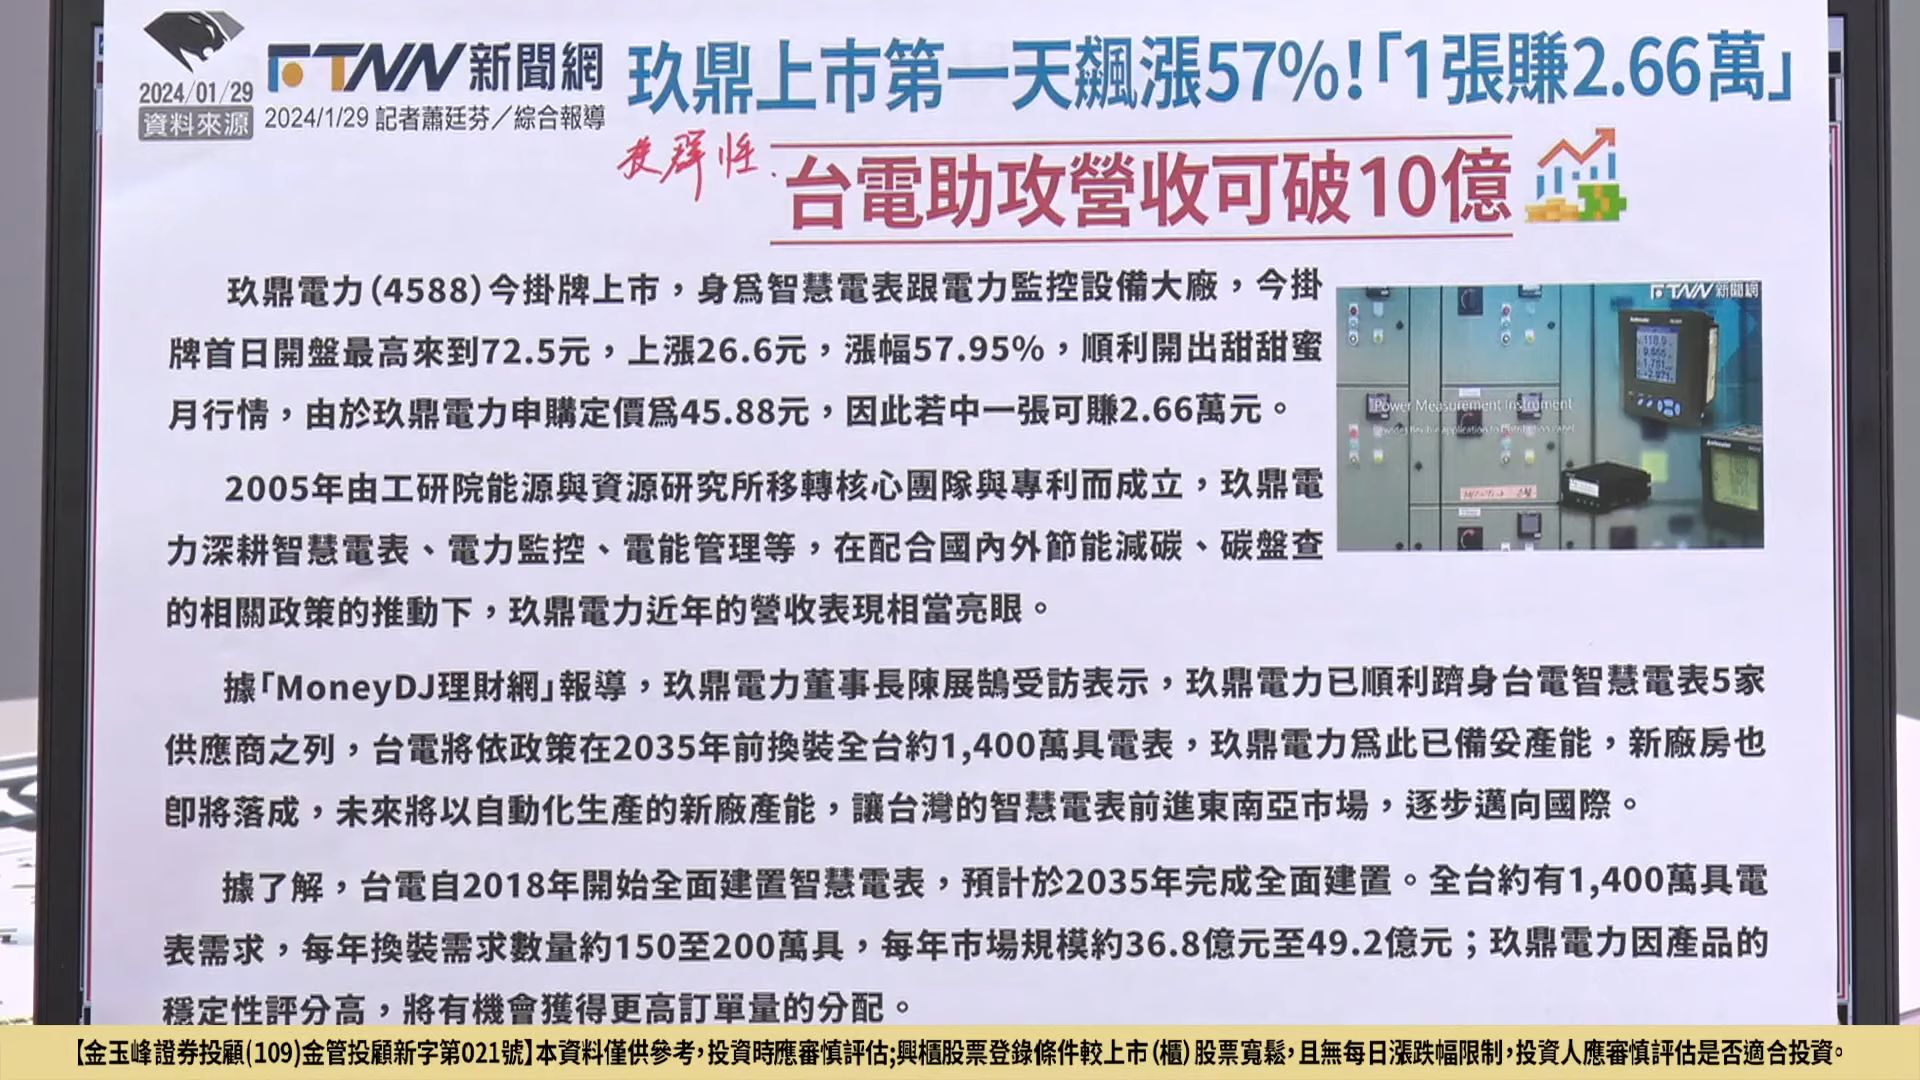 FTNN新聞網
2024/01/29
資料來源
2024/1/29 記者蕭廷芬／綜合報導
玖鼎上市第一天飆漲57%!「1張賺2.66萬」
台電助攻營收可破10億
玖鼎電力(4588)今掛牌上市，身為智慧電表跟電力監控設備大廠，今掛
牌首日開盤最高來到72.5元，上漲26.6元，漲幅57.95%，順利開出甜甜蜜
月行情，由於玖鼎電力申購定價為45.88元，因此若中一張可賺2.66萬元。
FTNN新聞網
Power Measurement Instrument
2005年由工研院能源與資源研究所移轉核心團隊與專利而成立，玖鼎電
力深耕智慧電表、電力監控、電能管理等，在配合國內外節能減碳、碳盤查
的相關政策的推動下，玖鼎電力近年的營收表現相當亮眼。
據「MoneyDJ理財網」報導，玖鼎電力董事長陳展鵠受訪表示，玖鼎電力已順利躋身台電智慧電表5家
供應商之列，台電將依政策在2035年前換裝全台約1,400萬具電表，玖鼎電力為此已備妥產能，新廠房也
即將落成，未來將以自動化生產的新廠產能，讓台灣的智慧電表前進東南亞市場，逐步邁向國際。
據了解，台電自2018年開始全面建置智慧電表，預計於2035年完成全面建置。全台約有1,400萬具電
表需求，每年換裝需求數量約150至200萬具，每年市場規模約36.8億元至49.2億元；玖鼎電力因產品的
穩定性評分高，將有機會獲得更高訂單量的分配。
【金玉峰證券投顧(109)金管投顧新字第021號】本資料僅供參考，投資時應審慎評估;興櫃股票登錄條件較上市（櫃）股票寬鬆，且無每日漲跌幅限制，投資人應審慎評估是否適合投資。